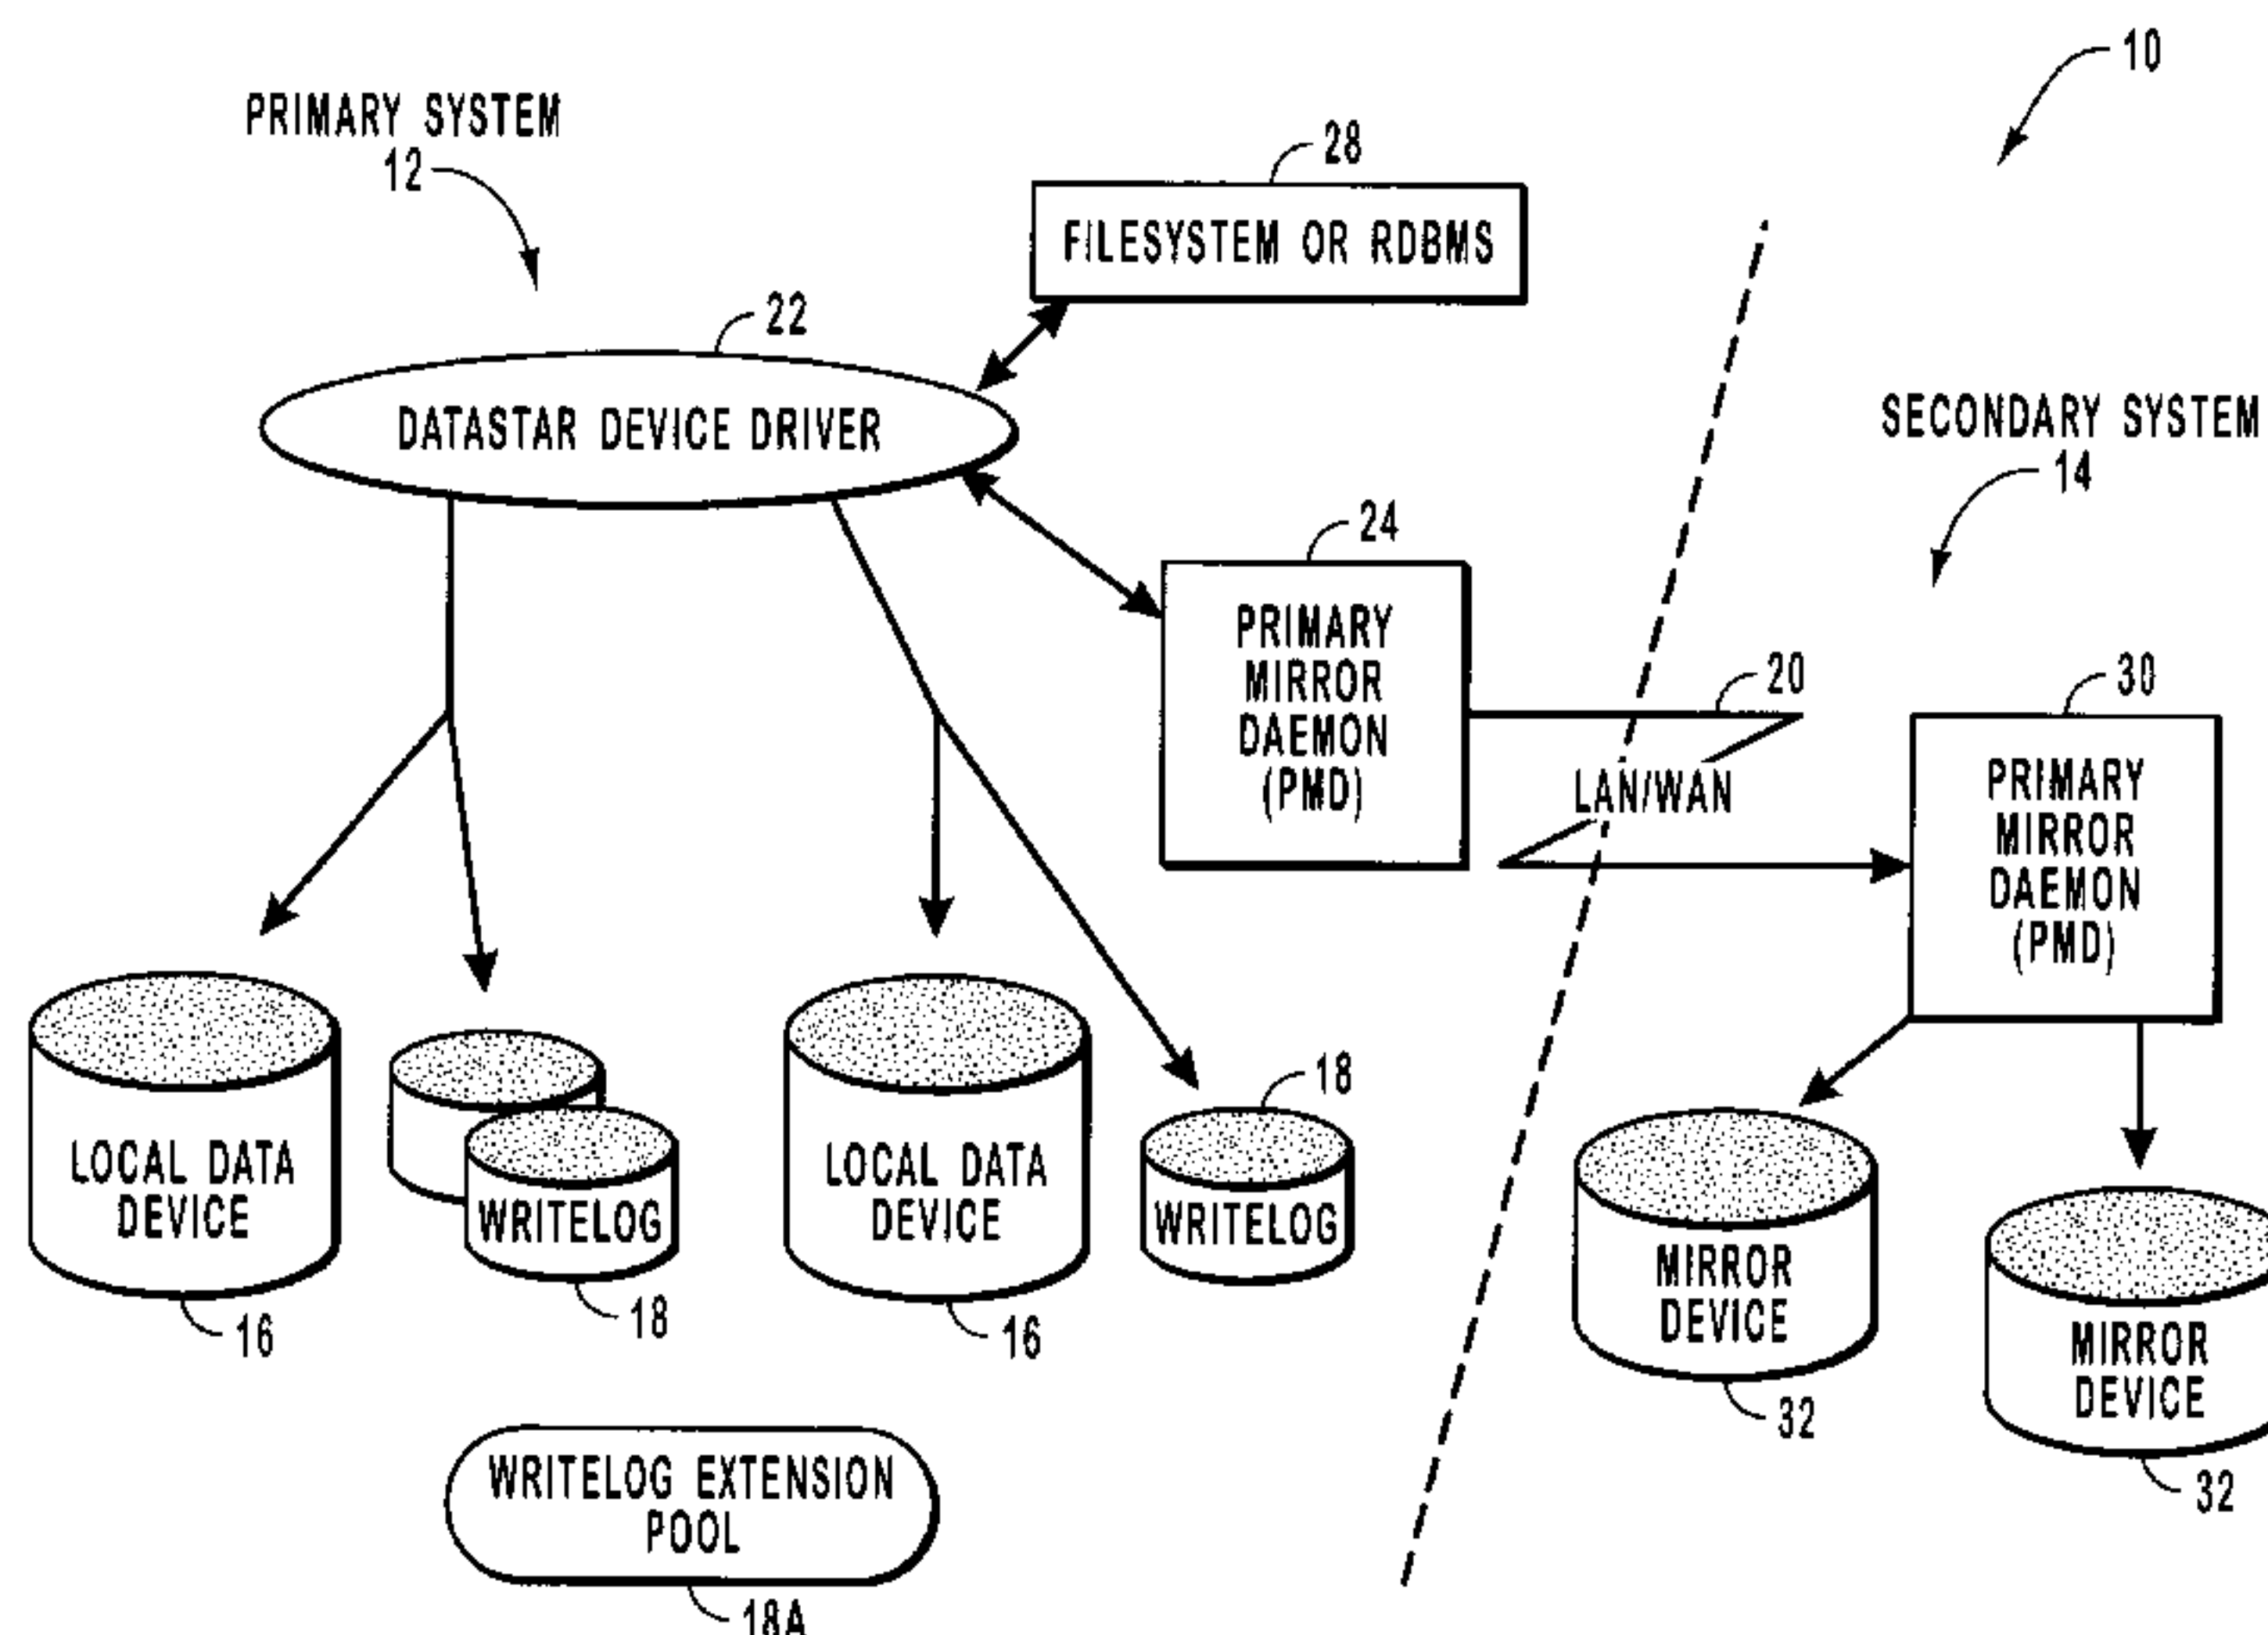 10
PRIMARY SYSTEM
12
28
FILESYSTEM OR RDBMS
22
DATASTAR DEVICE DRIVER
SECONDARY SYSTEM
14
24
PRIMARY
MIRROR
DAEMON
(PMD)
20
LAN/WAN
30
PRIMARY
MIRROR
DAEMON
(PMD)
LOCAL DATA
DEVICE
16
WRITELOG
18
LOCAL DATA
DEVICE
16
18
WRITELOG
MIRROR
DEVICE
32
MIRROR
DEVICE
32
WRITELOG EXTENSION
POOL
18A